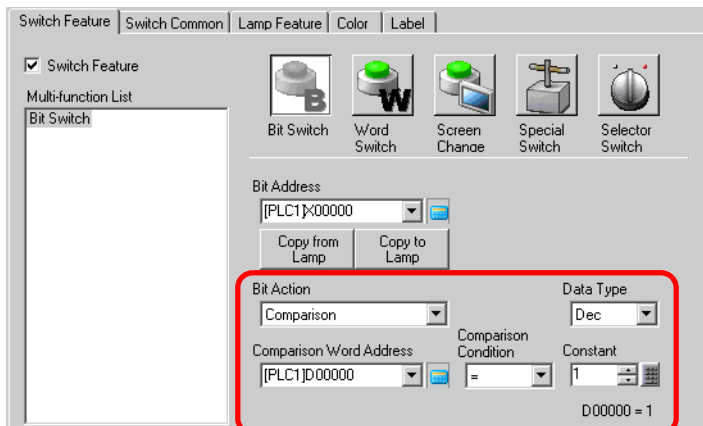 Switch Feature Switch Common Lamp Feature Color Label
Switch Feature
Multi-function List
Bit Switch
B
W
Bit Switch
Word Switch
Screen Change
Special Switch
Selector Switch
Bit Address
[PLC1]X00000
Copy from Lamp
Copy to Lamp
Bit Action
Data Type
Comparison
Dec
Comparison Word Address
Comparison Condition
Constant
[PLC1]D00000
=
1
D00000 = 1